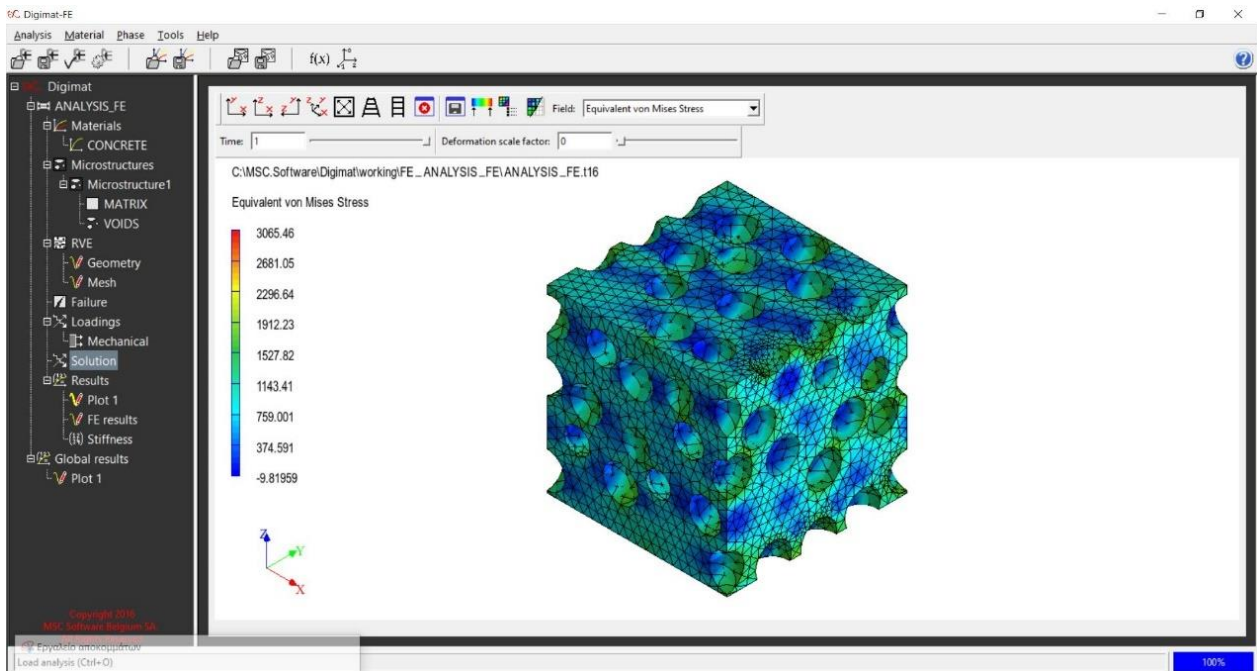 Digimat-FE
Analysis Material Phase Tools Help
f(x)
Digimat
ANALYSIS_FE
Materials
CONCRETE
Microstructures
Microstructure1
MATRIX
VOIDS
RVE
Geometry
Mesh
Failure
Loadings
Mechanical
Solution
Results
Plot 1
FE results
Stiffness
Global results
Plot 1
Copyright 2016
MSC Software Belgium SA
Field: Equivalent von Mises Stress
Time: 1 Deformation scale factor: 0
C:\MSC.Software\Digimat\working\FE_ANALYSIS_FE\ANALYSIS_FE.t16
Equivalent von Mises Stress
3065.46
2681.05
2296.64
1912.23
1527.82
1143.41
759.001
374.591
-9.81959
Z
Y
X
Εργαλείο αποκομμάτων
Load analysis (Ctrl+O)
100%